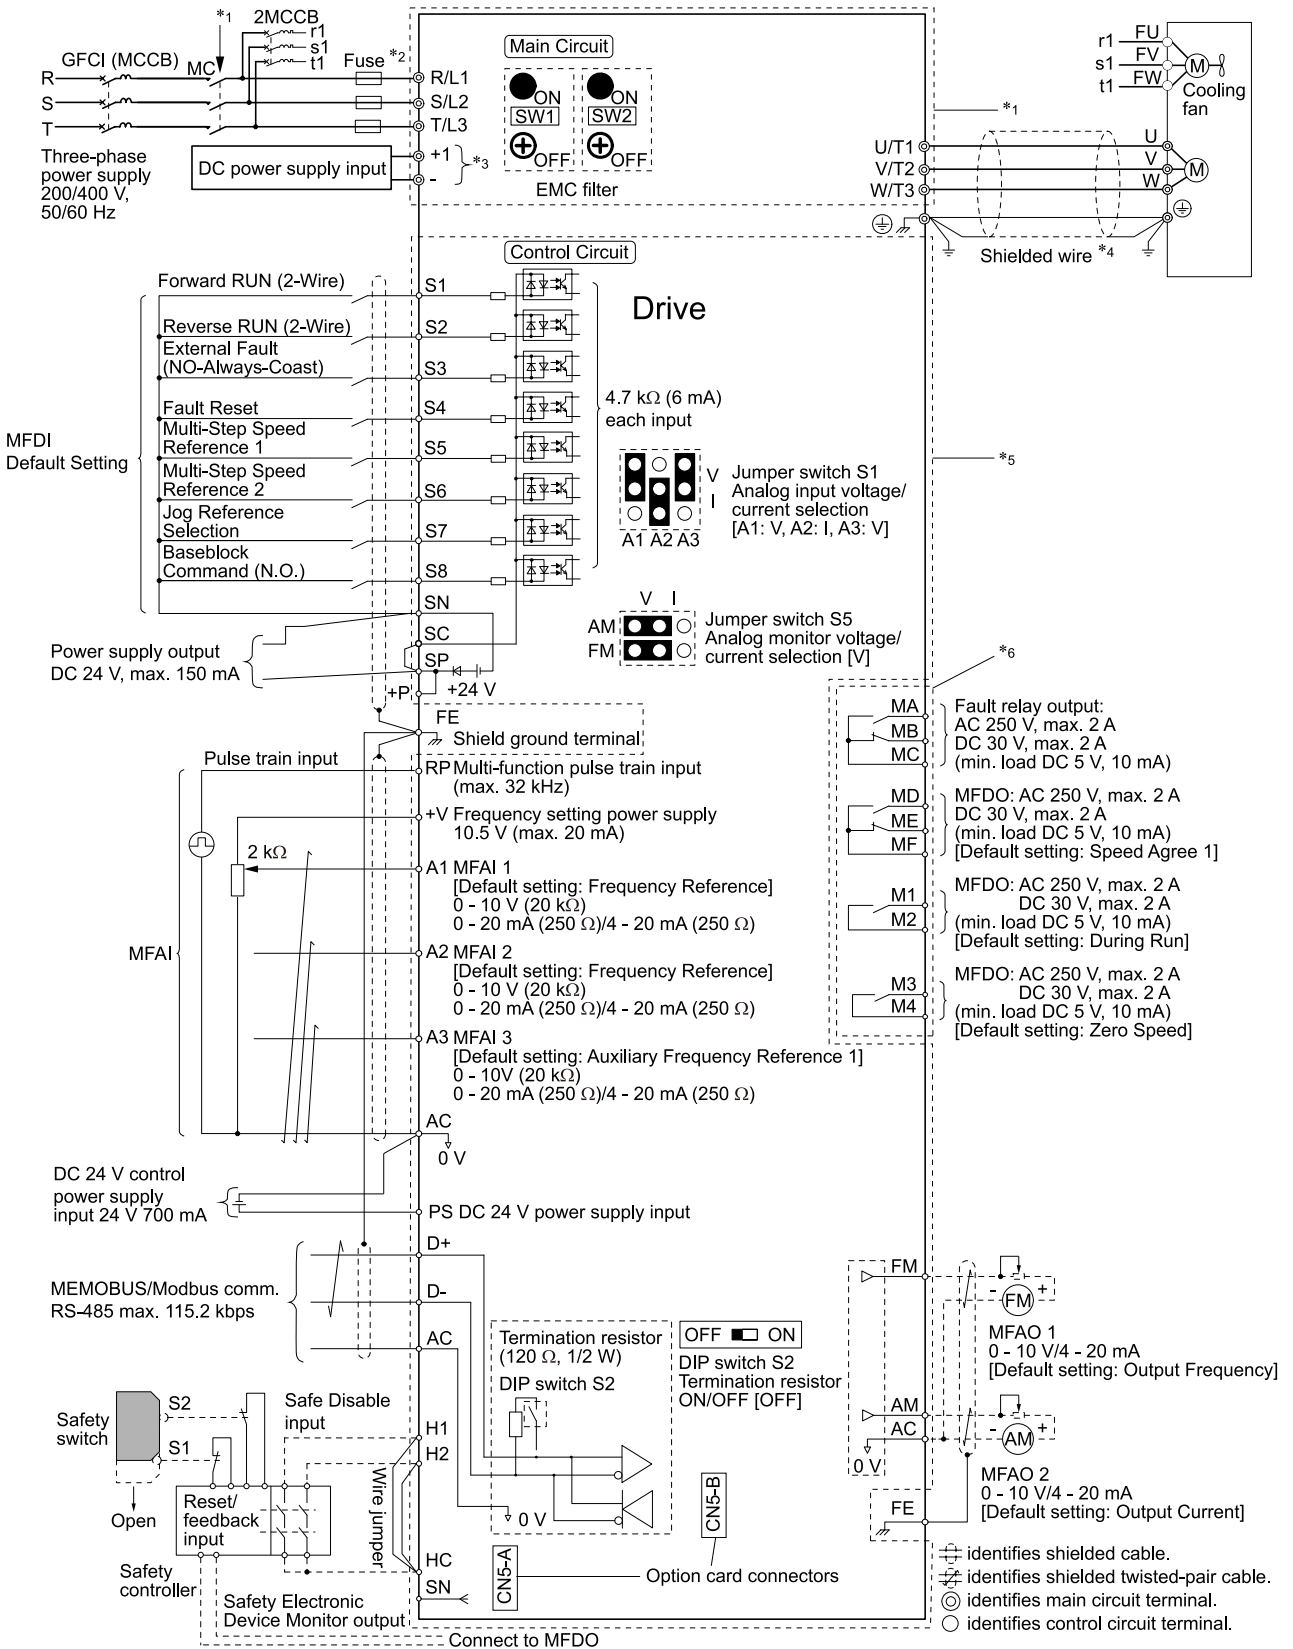 *1
2MCCB
r1
s1
t1
GFCI (MCCB)
MC
Fuse *2
R
S
T
R/L1
S/L2
T/L3
+1
-
*3
DC power supply input
Three-phase
power supply
200/400 V,
50/60 Hz
Main Circuit
ON
SW1
OFF
ON
SW2
OFF
EMC filter
*1
r1 FU
s1 FV
t1 FW
M
Cooling
fan
U/T1
V/T2
W/T3
U
V
W
M
Shielded wire *4
Control Circuit
Drive
MFDI
Default Setting
Forward RUN (2-Wire)
S1
Reverse RUN (2-Wire)
S2
External Fault
(NO-Always-Coast)
S3
Fault Reset
S4
Multi-Step Speed
Reference 1
S5
Multi-Step Speed
Reference 2
S6
Jog Reference
Selection
S7
Baseblock
Command (N.O.)
S8
4.7 kΩ (6 mA)
each input
V
I
A1 A2 A3
Jumper switch S1
Analog input voltage/
current selection
[A1: V, A2: I, A3: V]
*5
V I
AM
FM
Jumper switch S5
Analog monitor voltage/
current selection [V]
SN
SC
SP
+P
+24 V
Power supply output
DC 24 V, max. 150 mA
FE
Shield ground terminal
*6
MA
MB
MC
Fault relay output:
AC 250 V, max. 2 A
DC 30 V, max. 2 A
(min. load DC 5 V, 10 mA)
MD
ME
MF
MFDO: AC 250 V, max. 2 A
DC 30 V, max. 2 A
(min. load DC 5 V, 10 mA)
[Default setting: Speed Agree 1]
M1
M2
MFDO: AC 250 V, max. 2 A
DC 30 V, max. 2 A
(min. load DC 5 V, 10 mA)
[Default setting: During Run]
M3
M4
MFDO: AC 250 V, max. 2 A
DC 30 V, max. 2 A
(min. load DC 5 V, 10 mA)
[Default setting: Zero Speed]
MFAI
Pulse train input
2 kΩ
RP Multi-function pulse train input
(max. 32 kHz)
+V Frequency setting power supply
10.5 V (max. 20 mA)
A1 MFAI 1
[Default setting: Frequency Reference]
0 - 10 V (20 kΩ)
0 - 20 mA (250 Ω)/4 - 20 mA (250 Ω)
A2 MFAI 2
[Default setting: Frequency Reference]
0 - 10 V (20 kΩ)
0 - 20 mA (250 Ω)/4 - 20 mA (250 Ω)
A3 MFAI 3
[Default setting: Auxiliary Frequency Reference 1]
0 - 10V (20 kΩ)
0 - 20 mA (250 Ω)/4 - 20 mA (250 Ω)
AC
0 V
DC 24 V control
power supply
input 24 V 700 mA
PS DC 24 V power supply input
MEMOBUS/Modbus comm.
RS-485 max. 115.2 kbps
D+
D-
AC
Termination resistor
(120 Ω, 1/2 W)
DIP switch S2
0 V
OFF ON
DIP switch S2
Termination resistor
ON/OFF [OFF]
FM
- FM +
MFAO 1
0 - 10 V/4 - 20 mA
[Default setting: Output Frequency]
AM
AC
0 V
- AM +
MFAO 2
0 - 10 V/4 - 20 mA
[Default setting: Output Current]
FE
Safety
switch
S2
S1
Open
Reset/
feedback
input
Safety
controller
Safe Disable
input
Wire jumper
H1
H2
HC
SN
Safety Electronic
Device Monitor output
Connect to MFDO
CN5-A
CN5-B
Option card connectors
identifies shielded cable.
identifies shielded twisted-pair cable.
identifies main circuit terminal.
identifies control circuit terminal.